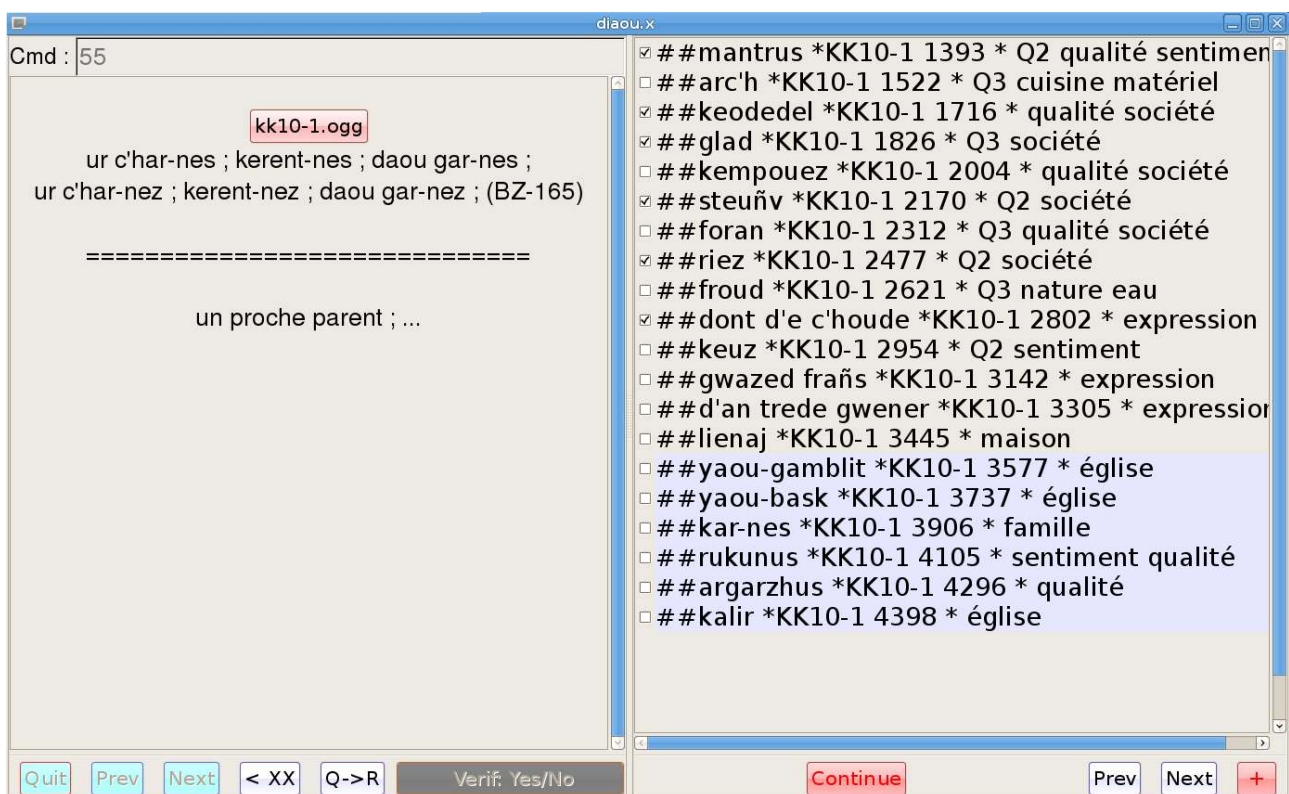 diaou.x
Cmd : 55
kk10-1.ogg
ur c'har-nes ; kerent-nes ; daou gar-nes ;
ur c'har-nez ; kerent-nez ; daou gar-nez ; (BZ-165)
==============================
un proche parent ; ...
Quit Prev Next < XX Q->R Verif: Yes/No
##mantrus *KK10-1 1393 * Q2 qualité sentimen
##arc'h *KK10-1 1522 * Q3 cuisine matériel
##keodedel *KK10-1 1716 * qualité société
##glad *KK10-1 1826 * Q3 société
##kempouez *KK10-1 2004 * qualité société
##steuñv *KK10-1 2170 * Q2 société
##foran *KK10-1 2312 * Q3 qualité société
##riez *KK10-1 2477 * Q2 société
##froud *KK10-1 2621 * Q3 nature eau
##dont d'e c'houde *KK10-1 2802 * expression
##keuz *KK10-1 2954 * Q2 sentiment
##gwazed frañs *KK10-1 3142 * expression
##d'an trede gwener *KK10-1 3305 * expression
##lienaj *KK10-1 3445 * maison
##yaou-gamblit *KK10-1 3577 * église
##yaou-bask *KK10-1 3737 * église
##kar-nes *KK10-1 3906 * famille
##rukunus *KK10-1 4105 * sentiment qualité
##argarzhus *KK10-1 4296 * qualité
##kalir *KK10-1 4398 * église
Continue Prev Next +